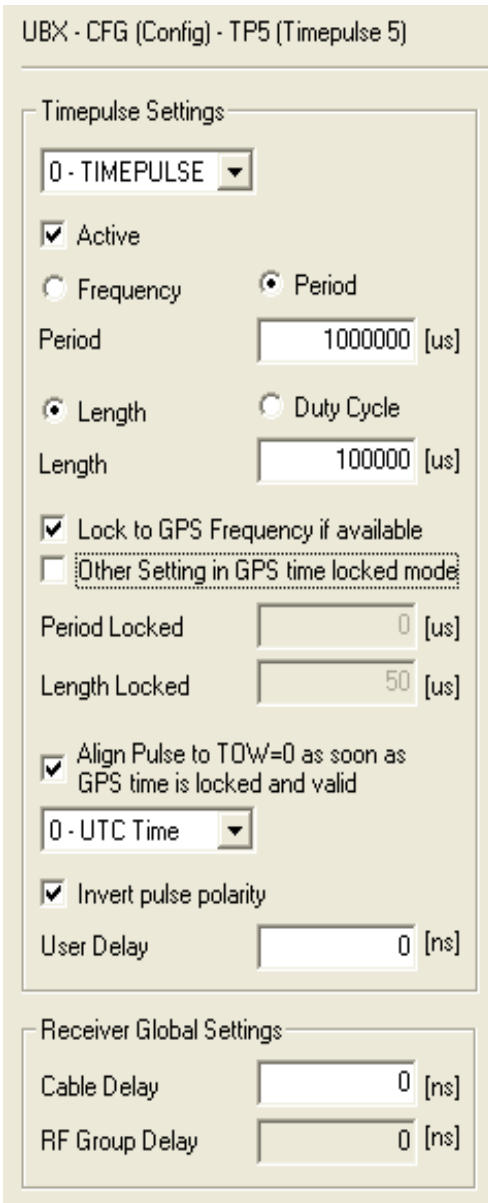 UBX - CFG (Config) - TP5 (Timepulse 5)
Timepulse Settings
0 - TIMEPULSE
Active
Frequency Period
Period 1000000 [us]
Length Duty Cycle
Length 100000 [us]
Lock to GPS Frequency if available
Other Setting in GPS time locked mode
Period Locked 0 [us]
Length Locked 50 [us]
Align Pulse to TOW=0 as soon as
GPS time is locked and valid
0 - UTC Time
Invert pulse polarity
User Delay 0 [ns]
Receiver Global Settings
Cable Delay 0 [ns]
RF Group Delay 0 [ns]